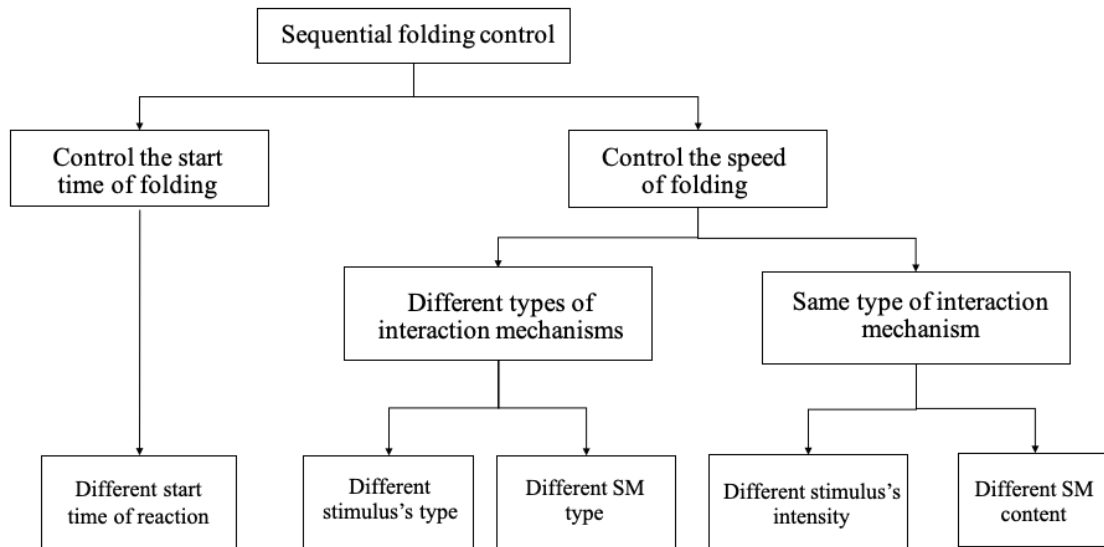 Sequential folding control
Control the start
time of folding
Control the speed
of folding
Different types of
interaction mechanisms
Same type of interaction
mechanism
Different start
time of reaction
Different
stimulus's type
Different SM
type
Different stimulus's
intensity
Different SM
content